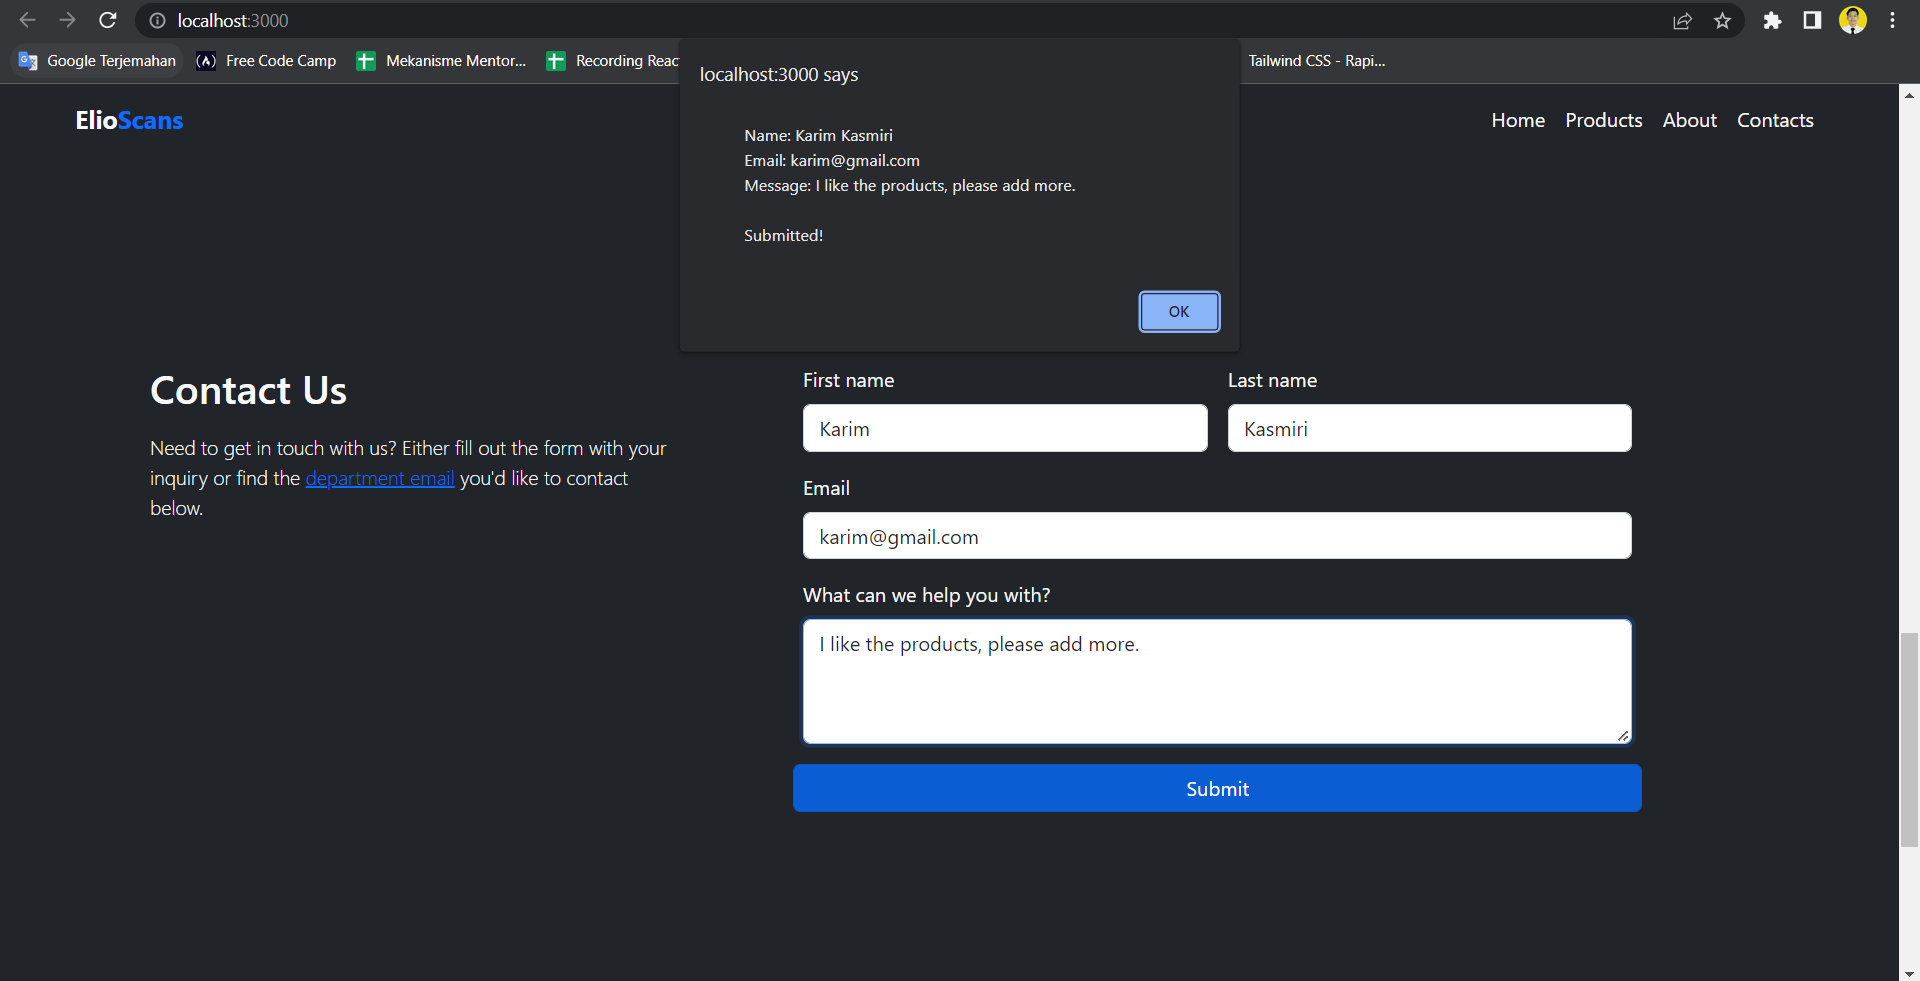 localhost:3000
Google Terjemahan
Free Code Camp
Mekanisme Mentor...
Recording Reac
Tailwind CSS - Rapi...
localhost:3000 says
Name: Karim Kasmiri
Email: karim@gmail.com
Message: I like the products, please add more.
Submitted!
OK
ElioScans
Home Products About Contacts
Contact Us
Need to get in touch with us? Either fill out the form with your
inquiry or find the department email you'd like to contact
below.
First name
Last name
Karim
Kasmiri
Email
karim@gmail.com
What can we help you with?
I like the products, please add more.
Submit